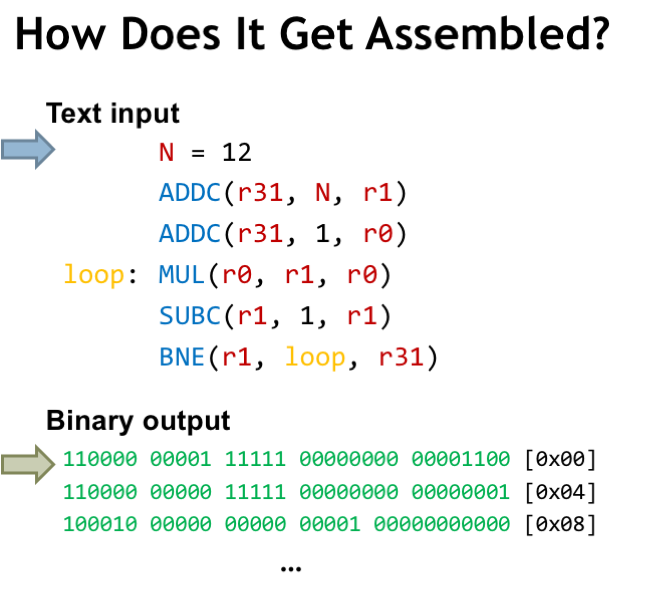 How Does It Get Assembled?
Text input
N = 12
ADDC(r31, N, r1)
ADDC(r31, 1, r0)
loop: MUL(r0, r1, r0)
SUBC(r1, 1, r1)
BNE(r1, loop, r31)
Binary output
110000 00001 11111 00000000 00001100 [0x00]
110000 00000 11111 00000000 00000001 [0x04]
100010 00000 00000 00001 00000000000 [0x08]
...